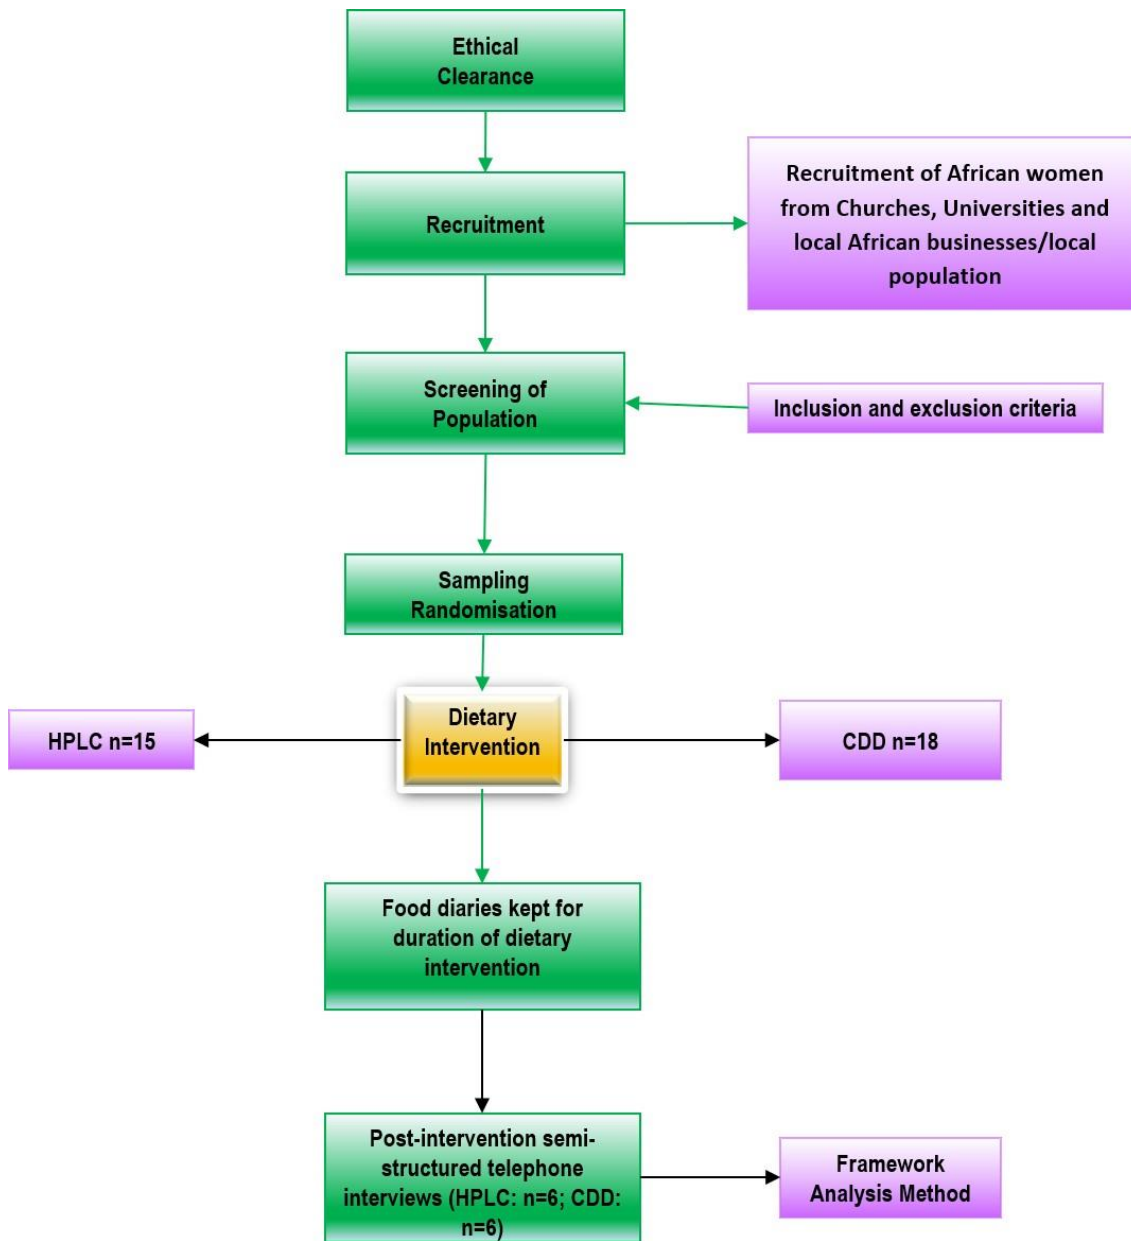 Ethical
Clearance
Recruitment
Recruitment of African women
from Churches, Universities and
local African businesses/local
population
Screening of
Population
Inclusion and exclusion criteria
Sampling
Randomisation
Dietary
Intervention
HPLC n=15
CDD n=18
Food diaries kept for
duration of dietary
intervention
Post-intervention semi-
structured telephone
interviews (HPLC: n=6; CDD:
n=6)
Framework
Analysis Method